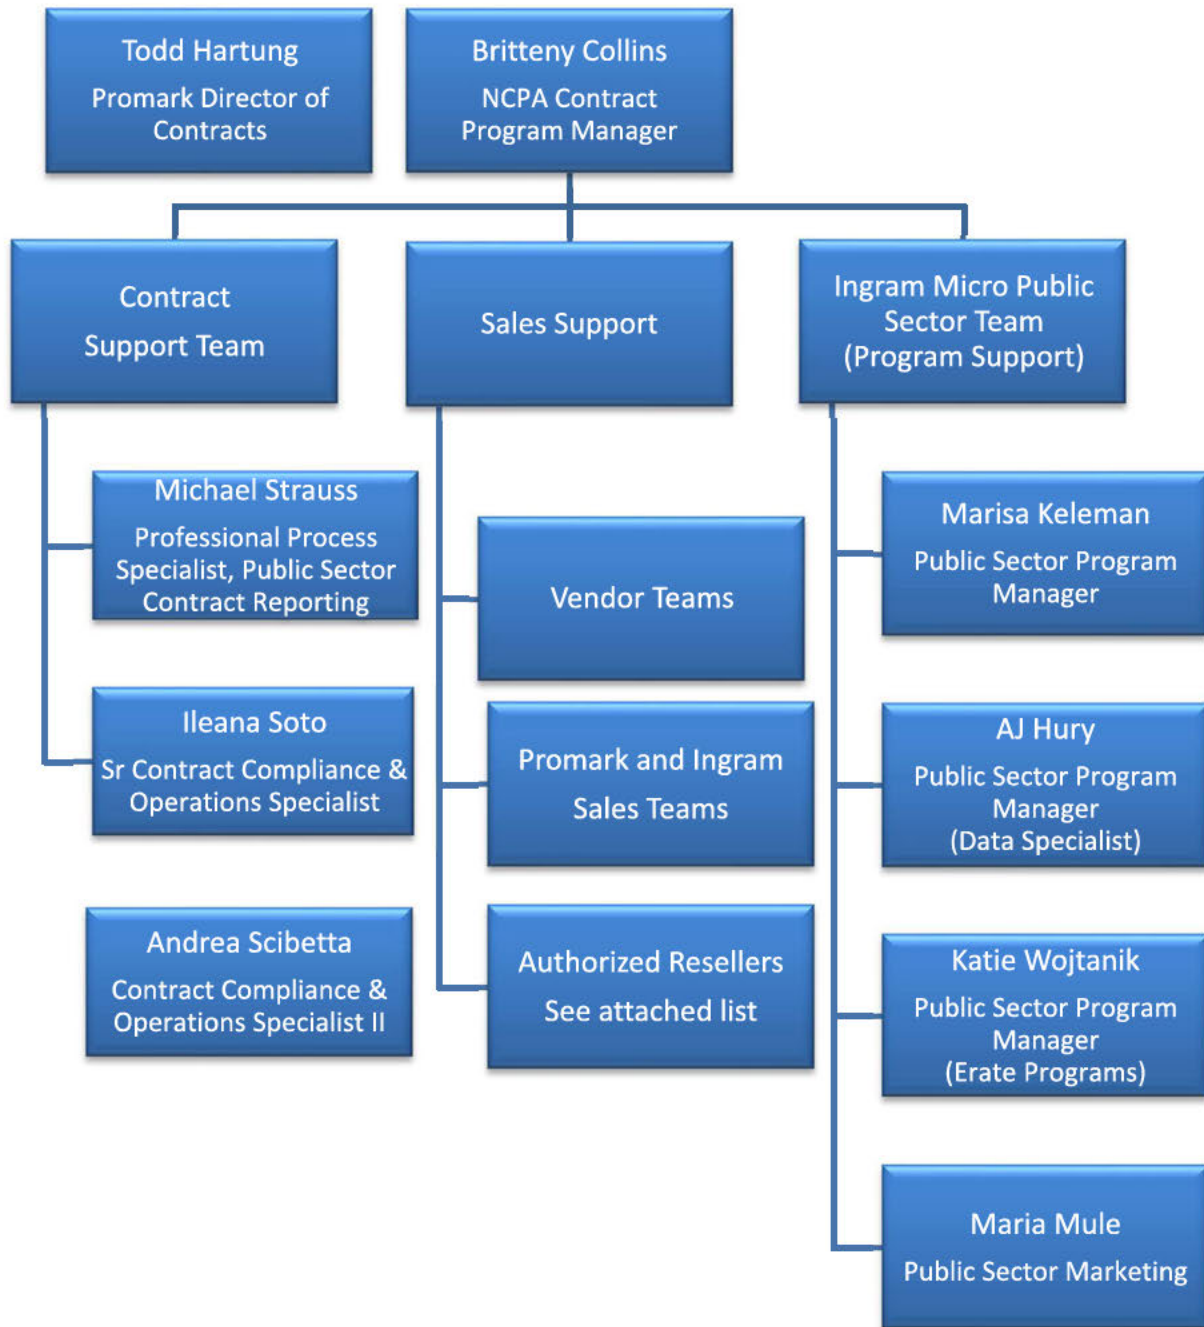 Todd Hartung
Promark Director of
Contracts
Britteny Collins
NCPA Contract
Program Manager
Contract
Support Team
Michael Strauss
Professional Process
Specialist, Public Sector
Contract Reporting
Ileana Soto
Sr Contract Compliance &
Operations Specialist
Andrea Scibetta
Contract Compliance &
Operations Specialist II
Sales Support
Vendor Teams
Promark and Ingram
Sales Teams
Authorized Resellers
See attached list
Ingram Micro Public
Sector Team
(Program Support)
Marisa Keleman
Public Sector Program
Manager
AJ Hury
Public Sector Program
Manager
(Data Specialist)
Katie Wojtanik
Public Sector Program
Manager
(Erate Programs)
Maria Mule
Public Sector Marketing